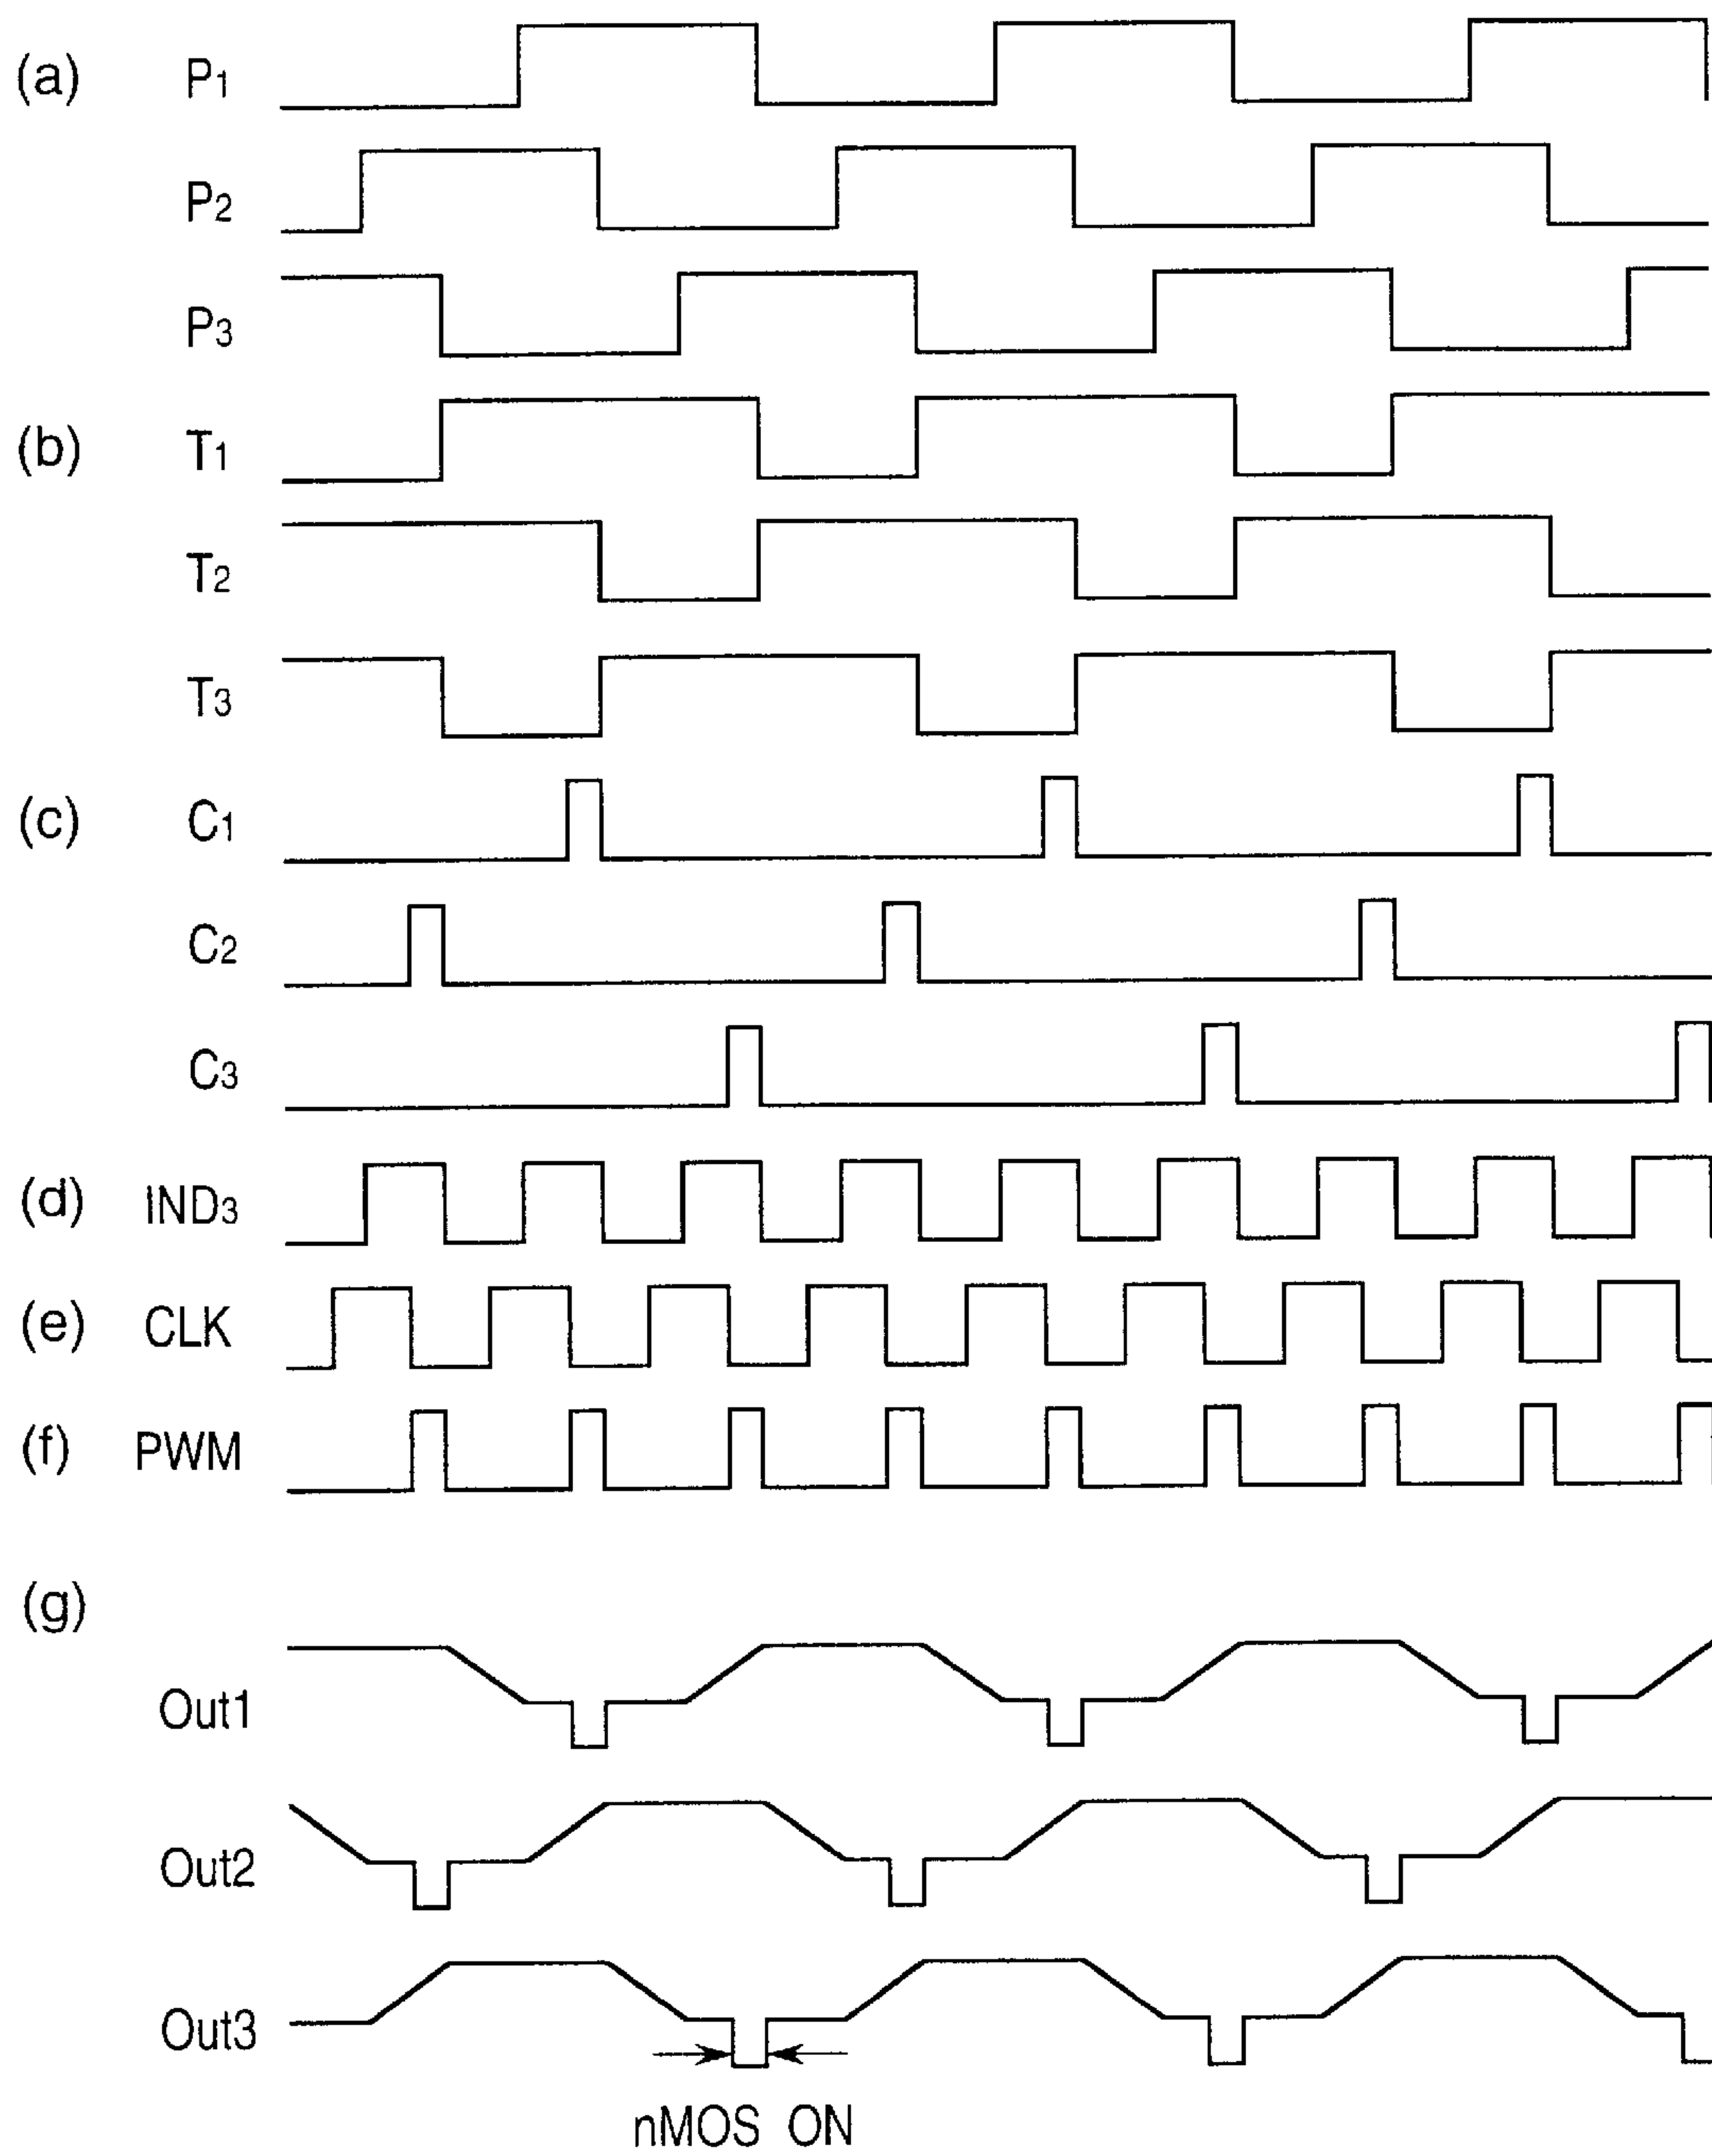 (a) P1
P2
P3
(b) T1
T2
T3
(c) C1
C2
C3
(d) IND3
(e) CLK
(f) PWM
(g)
Out1
Out2
Out3
nMOS ON